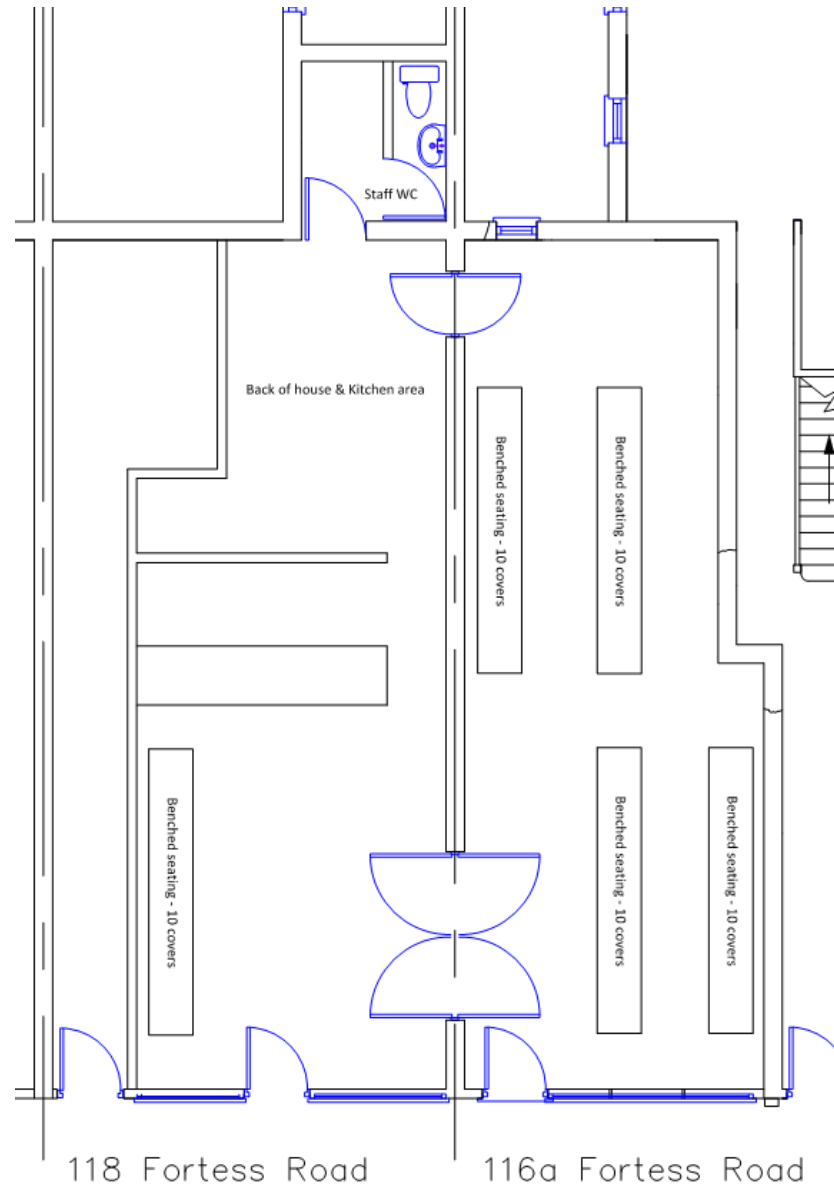 Staff WC
Back of house & Kitchen area
Benched seating - 10 covers
Benched seating - 10 covers
Benched seating - 10 covers
Benched seating - 10 covers
Benched seating - 10 covers
118 Fortess Road
116a Fortess Road